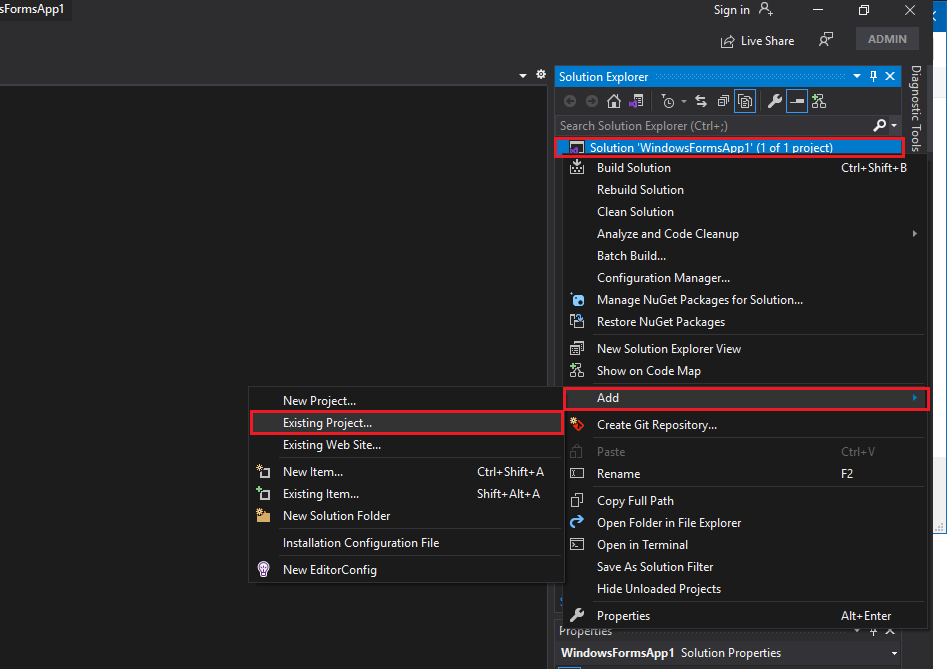 sFormsApp1
Sign in
Live Share
ADMIN
Solution Explorer
Diagnostic Tools
Search Solution Explorer (Ctrl+;)
Solution 'WindowsFormsApp1' (1 of 1 project)
Build Solution Ctrl+Shift+B
Rebuild Solution
Clean Solution
Analyze and Code Cleanup
Batch Build...
Configuration Manager...
Manage NuGet Packages for Solution...
Restore NuGet Packages
New Solution Explorer View
Show on Code Map
Add
Create Git Repository...
Paste Ctrl+V
Rename F2
Copy Full Path
Open Folder in File Explorer
Open in Terminal
Save As Solution Filter
Hide Unloaded Projects
Properties Alt+Enter
New Project...
Existing Project...
Existing Web Site...
New Item... Ctrl+Shift+A
Existing Item... Shift+Alt+A
New Solution Folder
Installation Configuration File
New EditorConfig
Properties
WindowsFormsApp1 Solution Properties